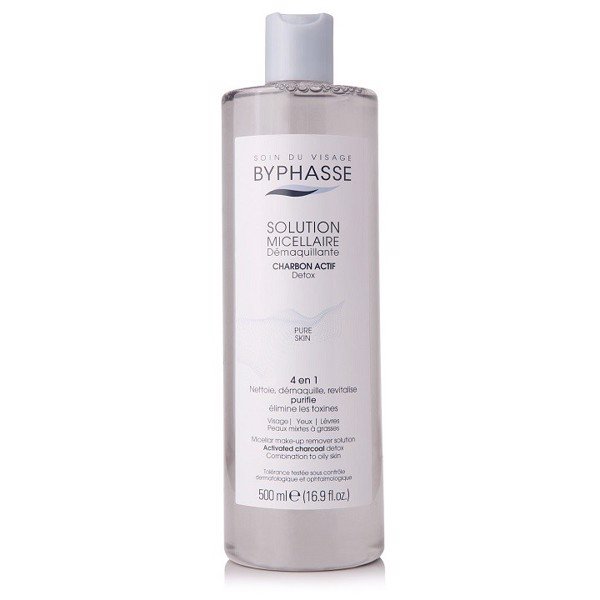 SOIN DU VISAGE
BYPHASSE
SOLUTION
MICELLAIRE
Démaquillante
CHARBON ACTIF
Detox
PURE
SKIN
4 en 1
Nettoie, démaquille, revitalise
purifie
élimine les toxines
Visage | Yeux | Lèvres
Peaux mixtes à grasses
Micellar make-up remover solution
Activated charcoal detox
Combination to oily skin
Tolérance testée sous contrôle
dermatologique et ophtalmologique
500 ml ℮ (16.9 fl.oz.)